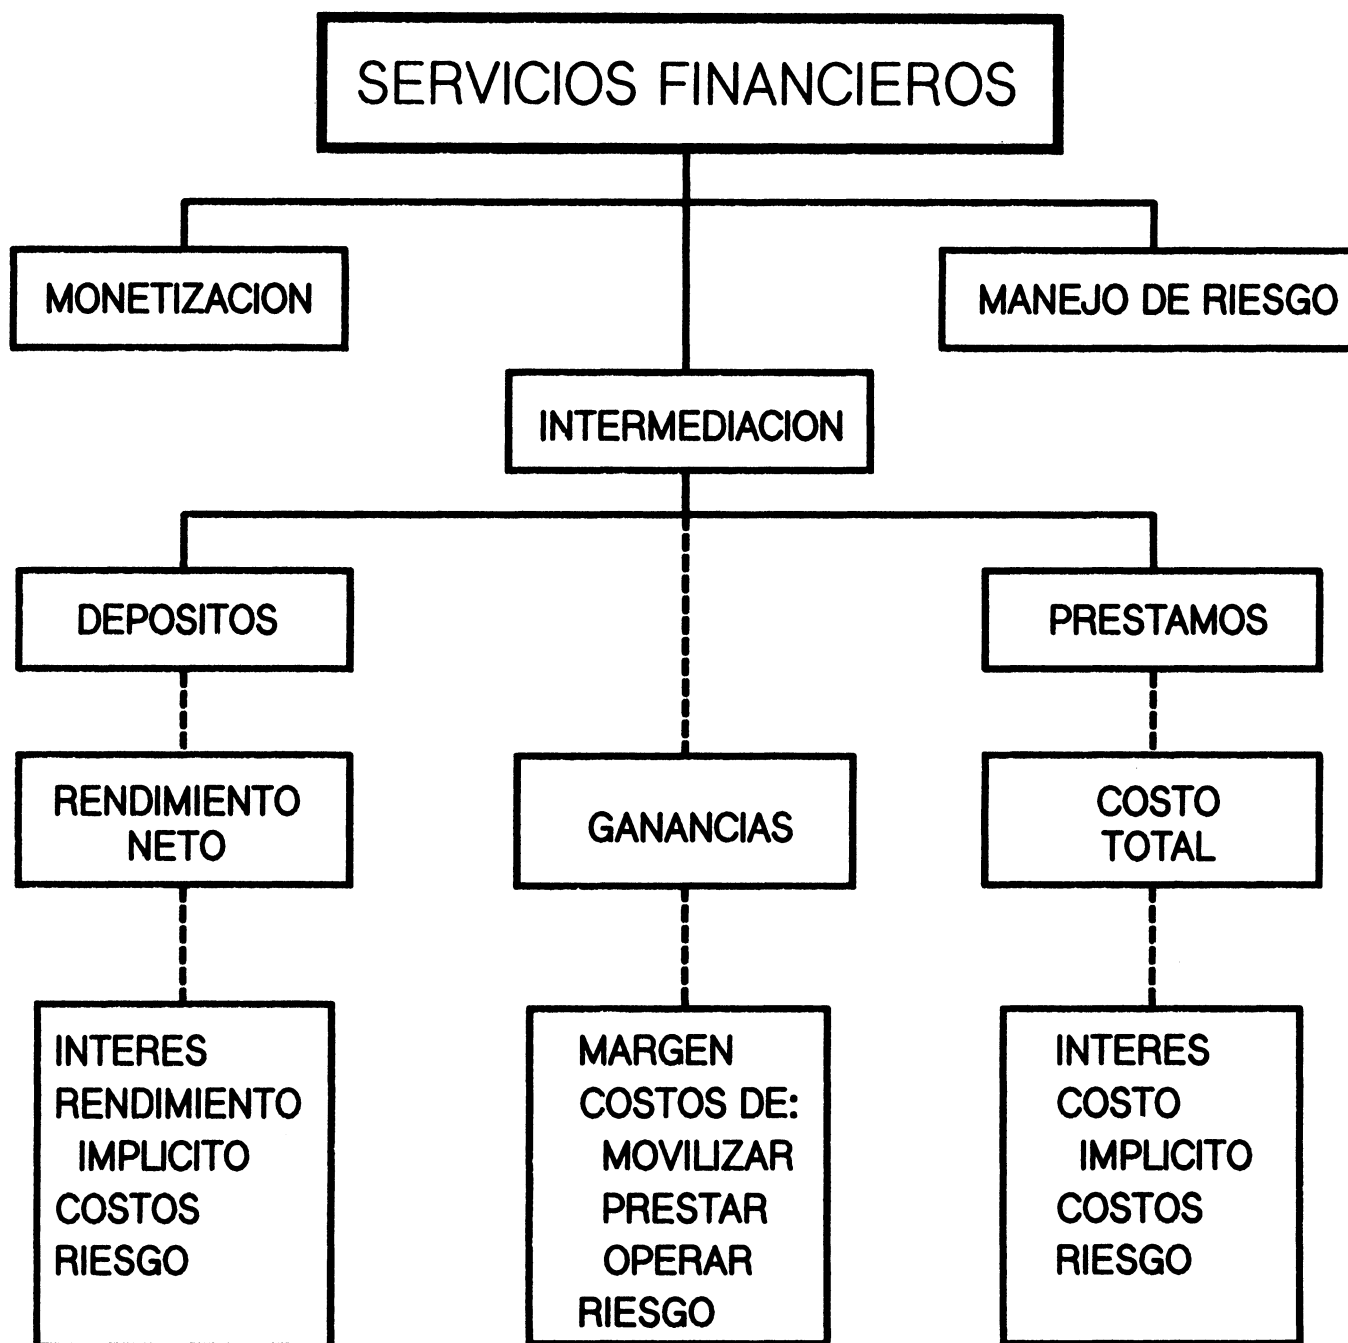 SERVICIOS FINANCIEROS
MONETIZACION
MANEJO DE RIESGO
INTERMEDIACION
DEPOSITOS
PRESTAMOS
RENDIMIENTO
NETO
GANANCIAS
COSTO
TOTAL
INTERES
RENDIMIENTO
IMPLICITO
COSTOS
RIESGO
MARGEN
COSTOS DE:
MOVILIZAR
PRESTAR
OPERAR
RIESGO
INTERES
COSTO
IMPLICITO
COSTOS
RIESGO